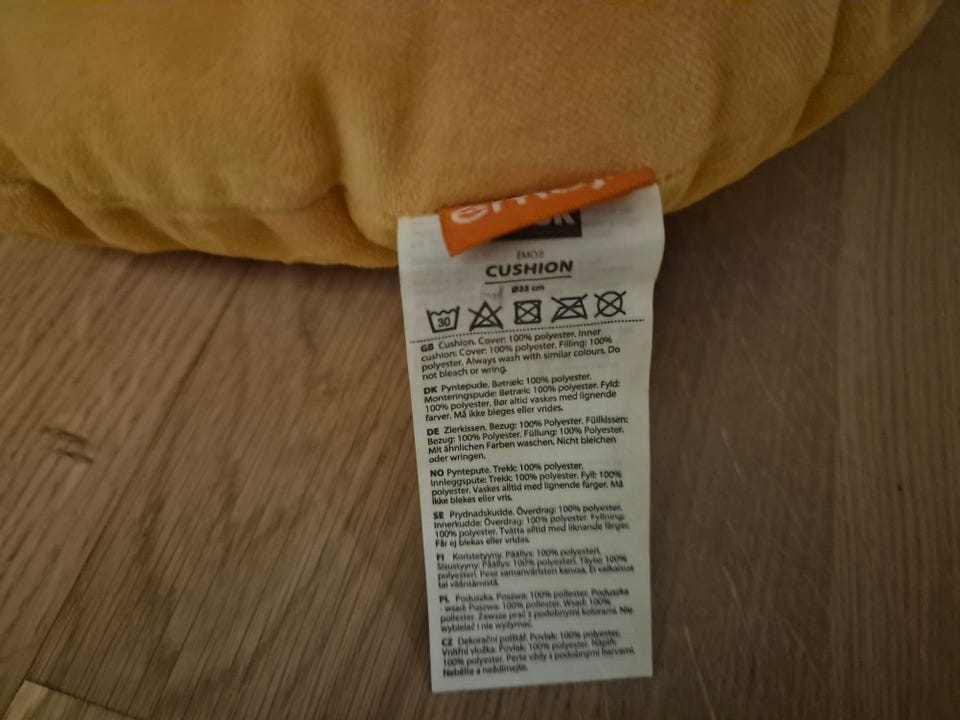 emoji
EMOJI
CUSHION
Ø33 cm
30
GB Cushion. Cover: 100% polyester. Inner
cushion: Cover: 100% polyester. Filling: 100%
polyester. Always wash with similar colours. Do
not bleach or wring.
DK Pyntepude. Betræk: 100% polyester.
Monteringspude: Betræk: 100% polyester. Fyld:
100% polyester. Bør altid vaskes med lignende
farver. Må ikke bleges eller vrides.
DE Zierkissen. Bezug: 100% Polyester. Füllkissen:
Bezug: 100% Polyester. Füllung: 100% Polyester.
Mit ähnlichen Farben waschen. Nicht bleichen
oder wringen.
NO Pyntepute. Trekk: 100% polyester.
Innleggspute: Trekk: 100% polyester. Fyll: 100%
polyester. Vaskes alltid med lignende farger. Må
ikke blekes eller vris.
SE Prydnadskudde. Överdrag: 100% polyester.
Innerkudde: Överdrag: 100% polyester. Fyllning:
100% polyester. Tvätta alltid med liknande färger.
Får ej blekas eller vridas.
FI Koristetyyny. Päällys: 100% polyesteri.
Sisustyyny: Päällys: 100% polyesteri. Täyte: 100%
polyesteri. Pese samanväristen kanssa. Ei valkaisua
tai vääntämistä.
PL Poduszka. Poszwa: 100% poliester. Poduszka
- wsad: Poszwa: 100% poliester. Wsad: 100%
poliester. Zawsze prać z podobnymi kolorami. Nie
wybielać i nie wyżymać.
CZ Dekorační polštář. Povlak: 100% polyester.
Vnitřní vložka: Povlak: 100% polyester. Náplň:
100% polyester. Perte vždy s podobnými barvami.
Nebělte a neždímejte.